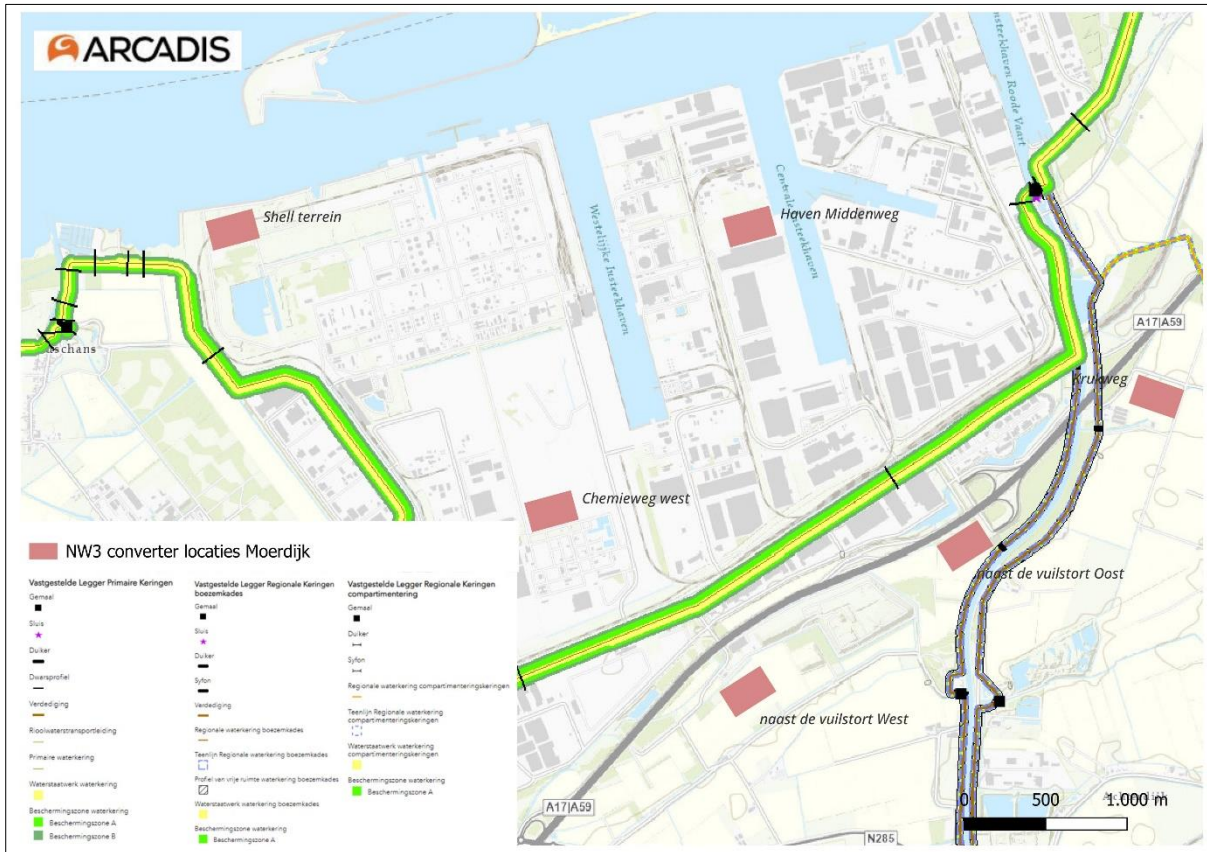 ARCADIS
Insteekhaven Roode Vaart
Shell terrein
Haven Middenweg
Westelijke Insteekhaven
Centrale Insteekhaven
A17|A59
schans
Krukweg
Chemieweg west
naast de vuilstort Oost
naast de vuilstort West
NW3 converter locaties Moerdijk
Vastgestelde Legger Primaire Keringen
Gemaal
Sluis
Duiker
Dwarsprofiel
Verdediging
Rioolwatertransportleiding
Primaire waterkering
Waterstaatwerk waterkering
Beschermingszone waterkering
Beschermingszone A
Beschermingszone B
Vastgestelde Legger Regionale Keringen
boezemkades
Gemaal
Sluis
Duiker
Syfon
Verdediging
Regionale waterkering boezemkades
Teenlijn Regionale waterkering boezemkades
Profiel van vrije ruimte waterkering boezemkades
Waterstaatwerk waterkering boezemkades
Beschermingszone waterkering
Beschermingszone A
Vastgestelde Legger Regionale Keringen
compartimentering
Gemaal
Duiker
Syfon
Regionale waterkering compartimenteringskeringen
Teenlijn Regionale waterkering
compartimenteringskeringen
Waterstaatwerk waterkering
compartimenteringskeringen
Beschermingszone waterkering
Beschermingszone A
A17|A59
N285
0 500 1.000 m